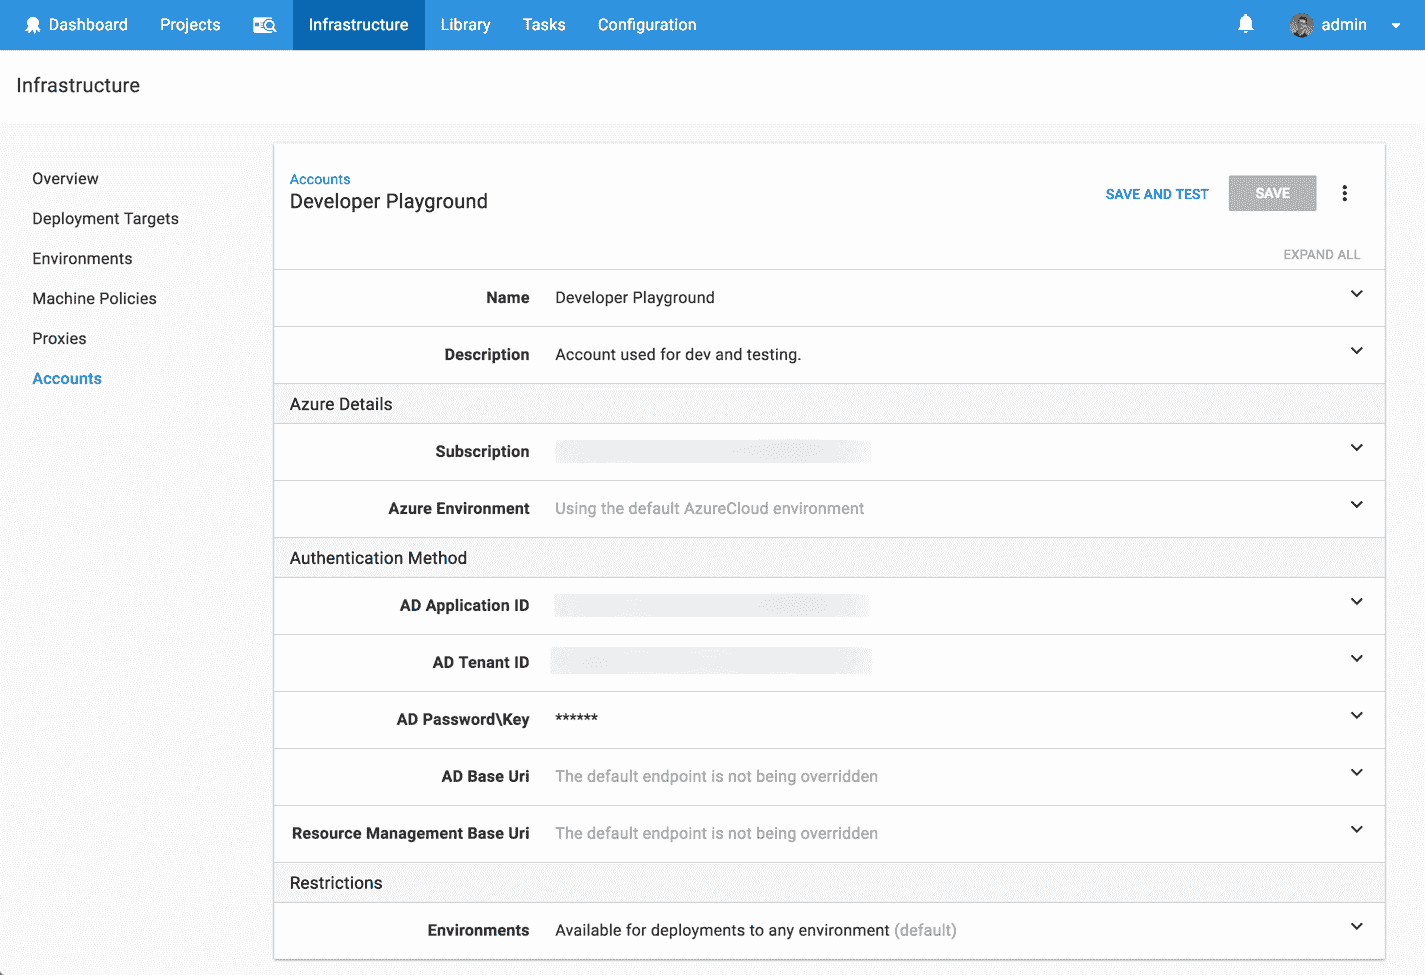 Dashboard Projects Infrastructure Library Tasks Configuration admin
Infrastructure
Overview
Deployment Targets
Environments
Machine Policies
Proxies
Accounts
Accounts
Developer Playground
SAVE AND TEST SAVE
EXPAND ALL
Name Developer Playground
Description Account used for dev and testing.
Azure Details
Subscription
Azure Environment Using the default AzureCloud environment
Authentication Method
AD Application ID
AD Tenant ID
AD Password\Key ******
AD Base Uri The default endpoint is not being overridden
Resource Management Base Uri The default endpoint is not being overridden
Restrictions
Environments Available for deployments to any environment (default)